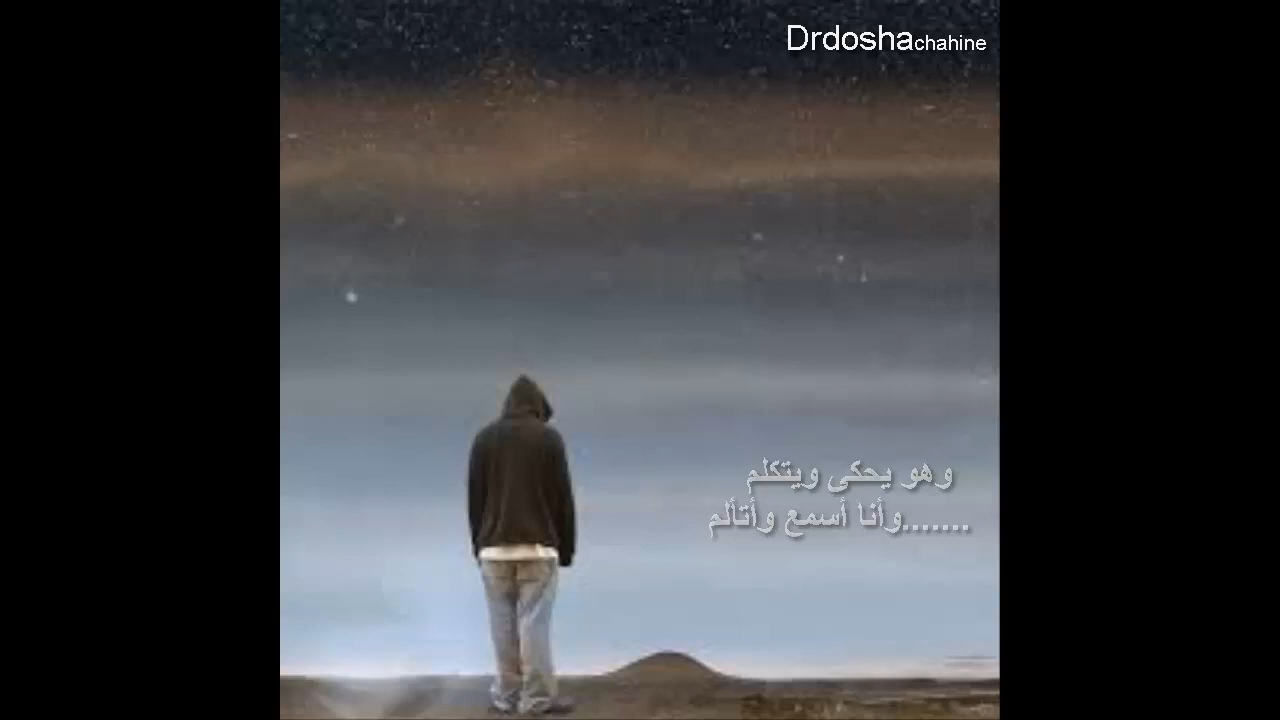 Drdoshachahine
وهو يحكى ويتكلم
.......وأنا أسمع وأتألم